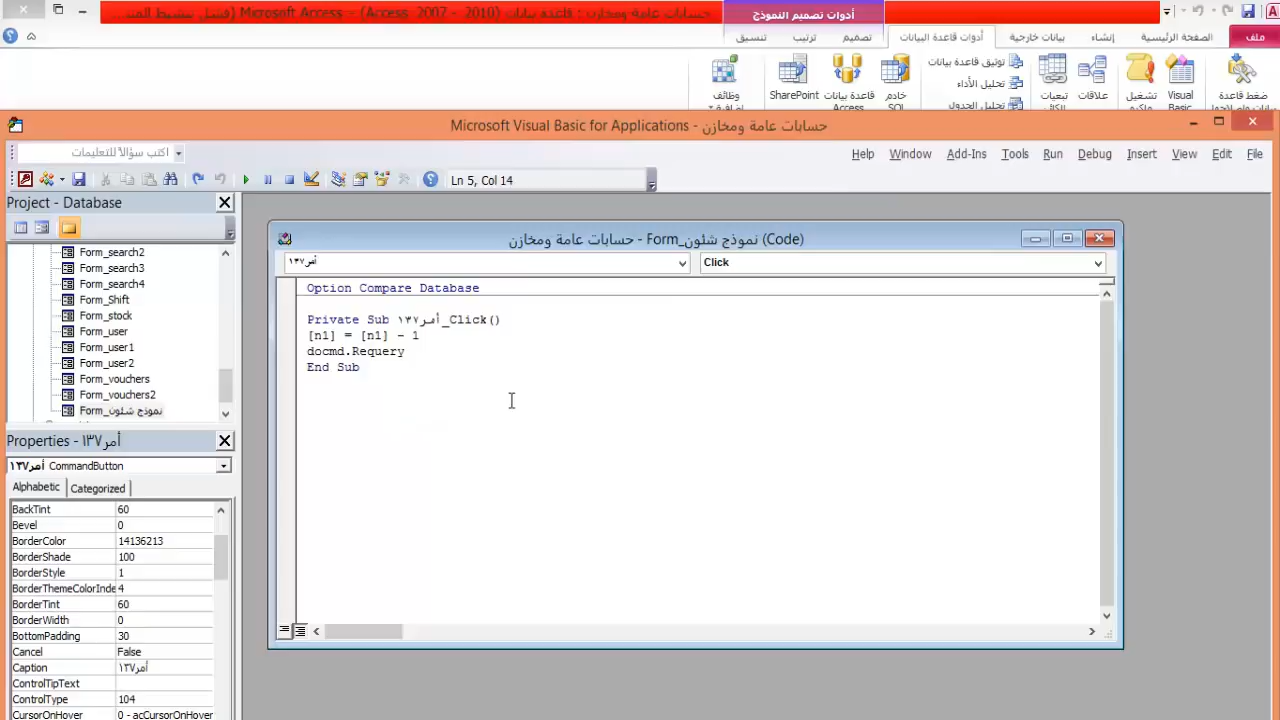 حسابات عامة ومخازن : قاعدة بيانات (Access 2007 - 2010) - Microsoft Access
أدوات تصميم النموذج
ملف
الصفحة الرئيسية
إنشاء
بيانات خارجية
أدوات قاعدة البيانات
تصميم
ترتيب
تنسيق
ضغط قاعدة
Visual
Basic
تشغيل
علاقات
تبعيات
توثيق قاعدة بيانات
تحليل الأداء
تحليل الجدول
خادم
SQL
قاعدة بيانات
Access
SharePoint
وظائف
Microsoft Visual Basic for Applications - حسابات عامة ومخازن
File Edit View Insert Debug Run Tools Add-Ins Window Help
اكتب سؤالاً للتعليمات
Ln 5, Col 14
Project - Database
Form_search2
Form_search3
Form_search4
Form_Shift
Form_stock
Form_user
Form_user1
Form_user2
Form_vouchers
Form_vouchers2
Form_نموذج شئون
Properties - أمر١٣٧
أمر١٣٧ CommandButton
Alphabetic Categorized
BackTint 60
Bevel 0
BorderColor 14136213
BorderShade 100
BorderStyle 1
BorderThemeColorInde 4
BorderTint 60
BorderWidth 0
BottomPadding 30
Cancel False
Caption أمر١٣٧
ControlTipText
ControlType 104
CursorOnHover 0 - acCursorOnHover
حسابات عامة ومخازن - Form_نموذج شئون (Code)
أمر١٣٧
Click
Option Compare Database
Private Sub أمر١٣٧_Click()
[n1] = [n1] - 1
docmd.Requery
End Sub